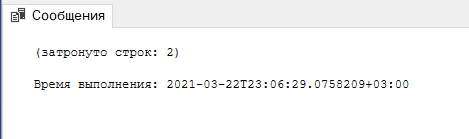 Сообщения
(затронуто строк: 2)
Время выполнения: 2021-03-22T23:06:29.0758209+03:00